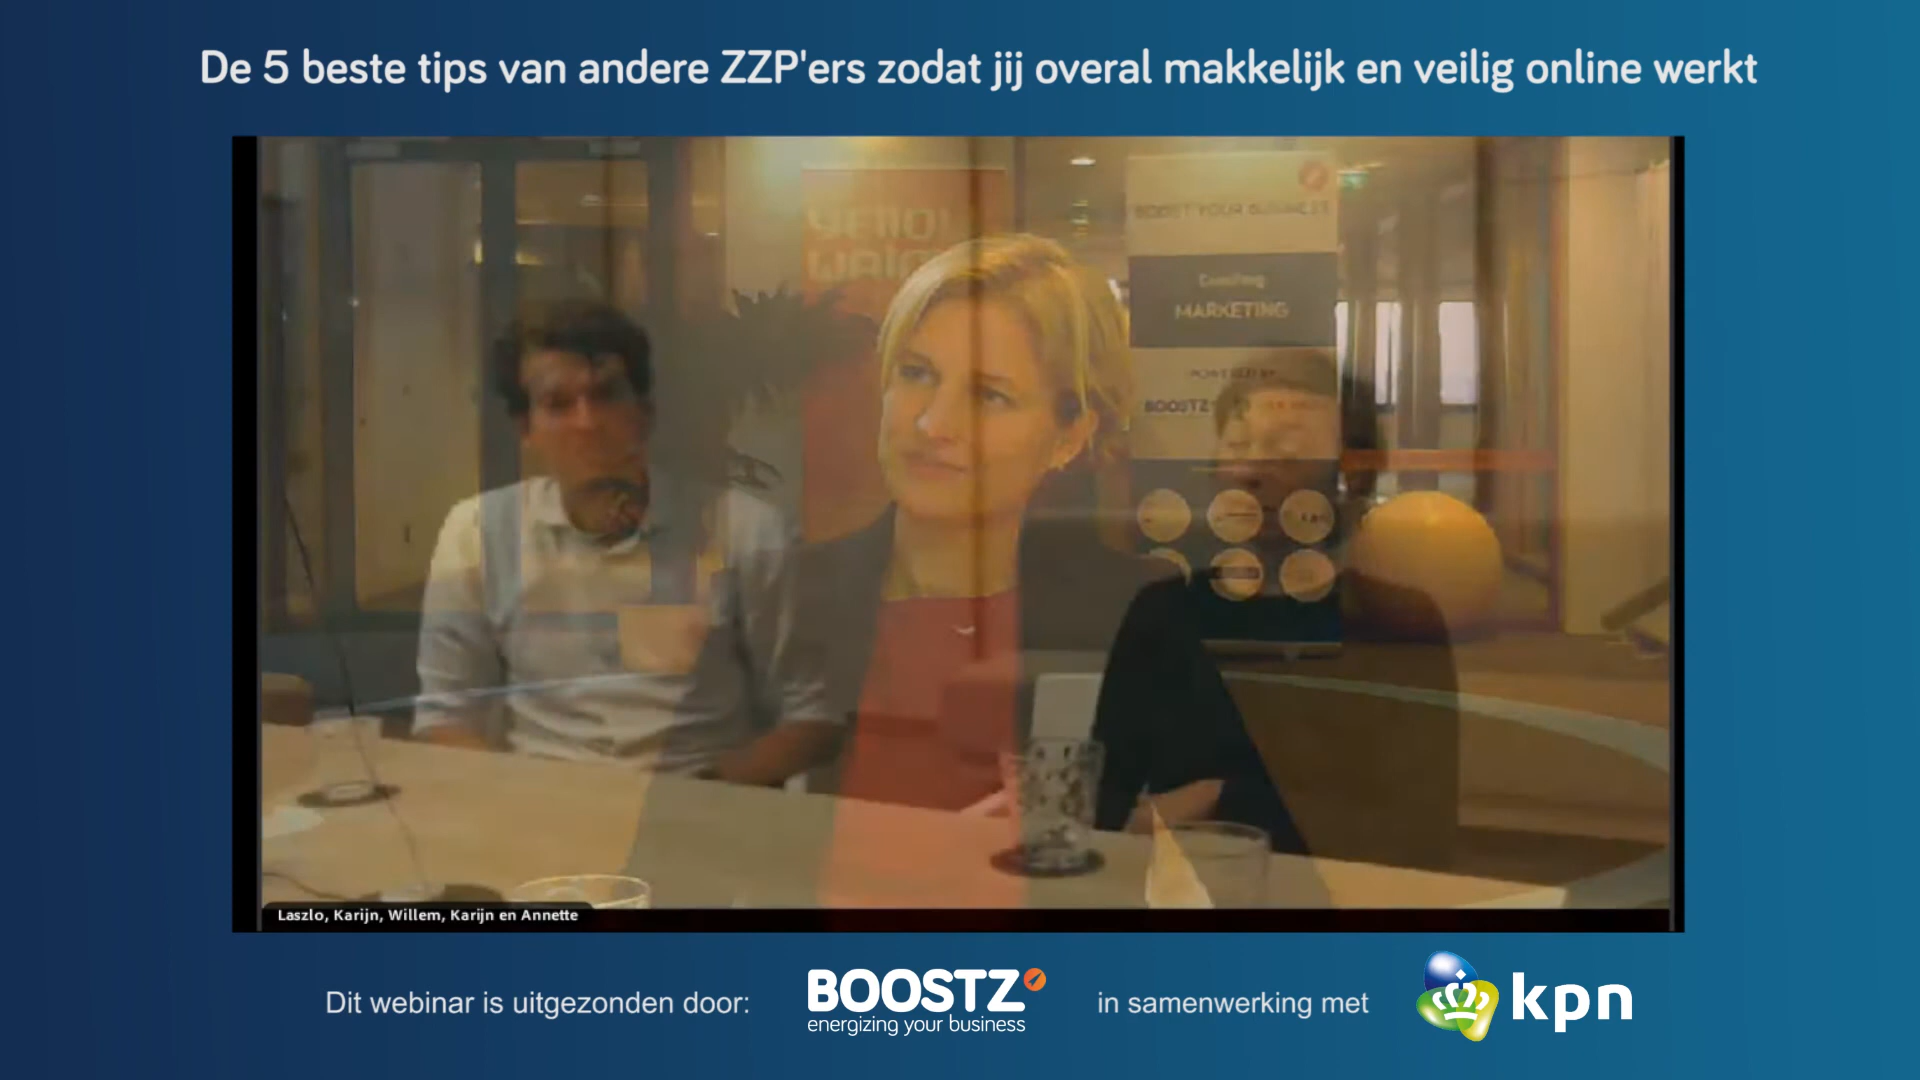 De 5 beste tips van andere ZZP'ers zodat jij overal makkelijk en veilig online werkt
BOOST YOUR BUSINESS
MARKETING
POWERED BY
BOOSTZ
Laszlo, Karijn, Willem, Karijn en Annette
Dit webinar is uitgezonden door:
BOOSTZ
energizing your business
in samenwerking met
kpn